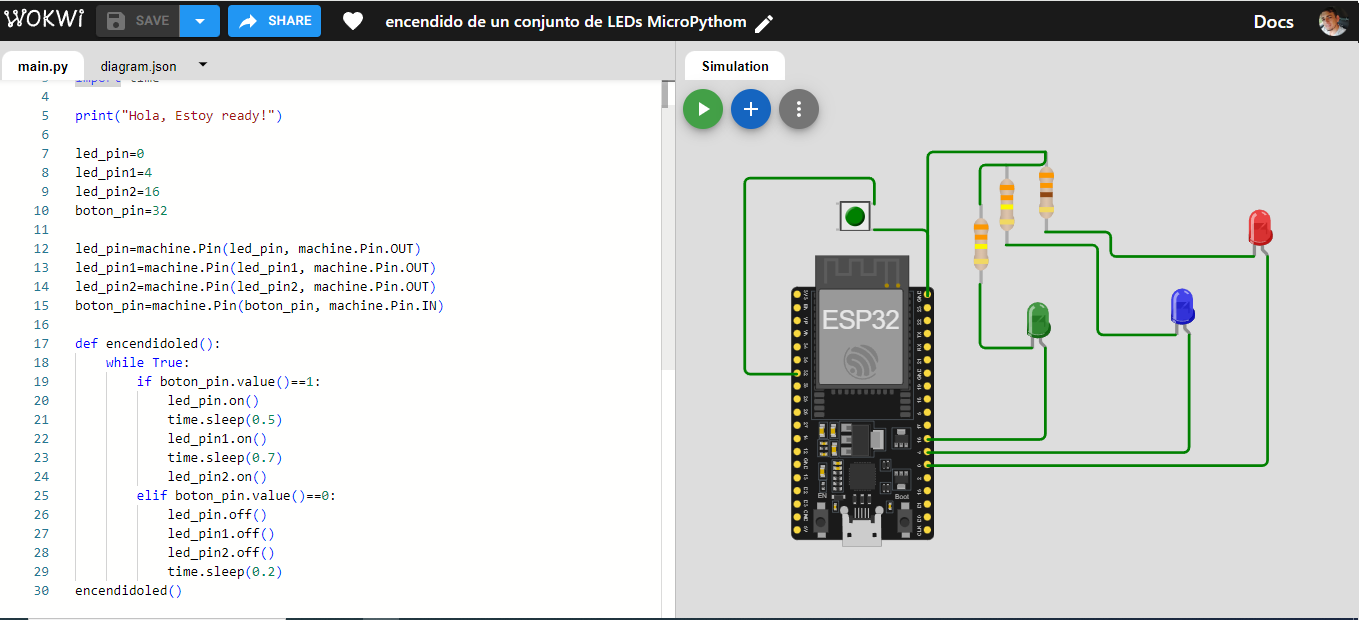 WOKWI SAVE SHARE encendido de un conjunto de LEDs MicroPythom Docs
main.py diagram.json Simulation
3 import time
4
5 print("Hola, Estoy ready!")
6
7 led_pin=0
8 led_pin1=4
9 led_pin2=16
10 boton_pin=32
11
12 led_pin=machine.Pin(led_pin, machine.Pin.OUT)
13 led_pin1=machine.Pin(led_pin1, machine.Pin.OUT)
14 led_pin2=machine.Pin(led_pin2, machine.Pin.OUT)
15 boton_pin=machine.Pin(boton_pin, machine.Pin.IN)
16
17 def encendidoled():
18 while True:
19 if boton_pin.value()==1:
20 led_pin.on()
21 time.sleep(0.5)
22 led_pin1.on()
23 time.sleep(0.7)
24 led_pin2.on()
25 elif boton_pin.value()==0:
26 led_pin.off()
27 led_pin1.off()
28 led_pin2.off()
29 time.sleep(0.2)
30 encendidoled()
ESP32
EN Boot